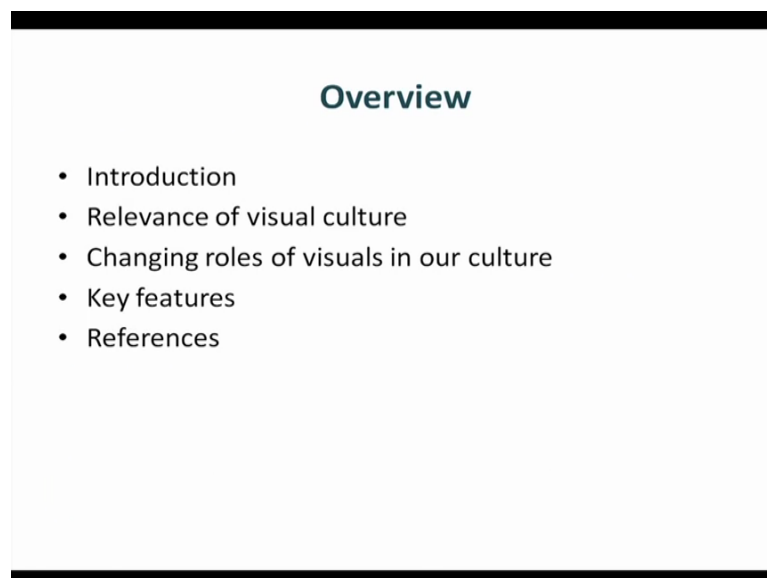 Overview
• Introduction
• Relevance of visual culture
• Changing roles of visuals in our culture
• Key features
• References